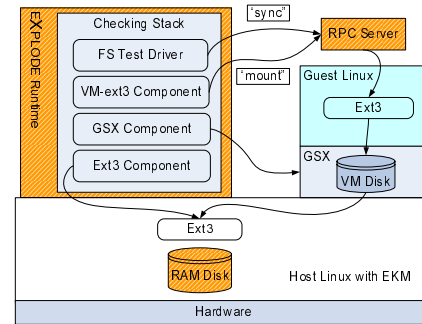 Checking Stack
EXPLODE Runtime
FS Test Driver
VM-ext3 Component
GSX Component
Ext3 Component
'sync'
'mount'
RPC Server
Guest Linux
Ext3
GSX
VM Disk
Ext3
RAM Disk
Host Linux with EKM
Hardware